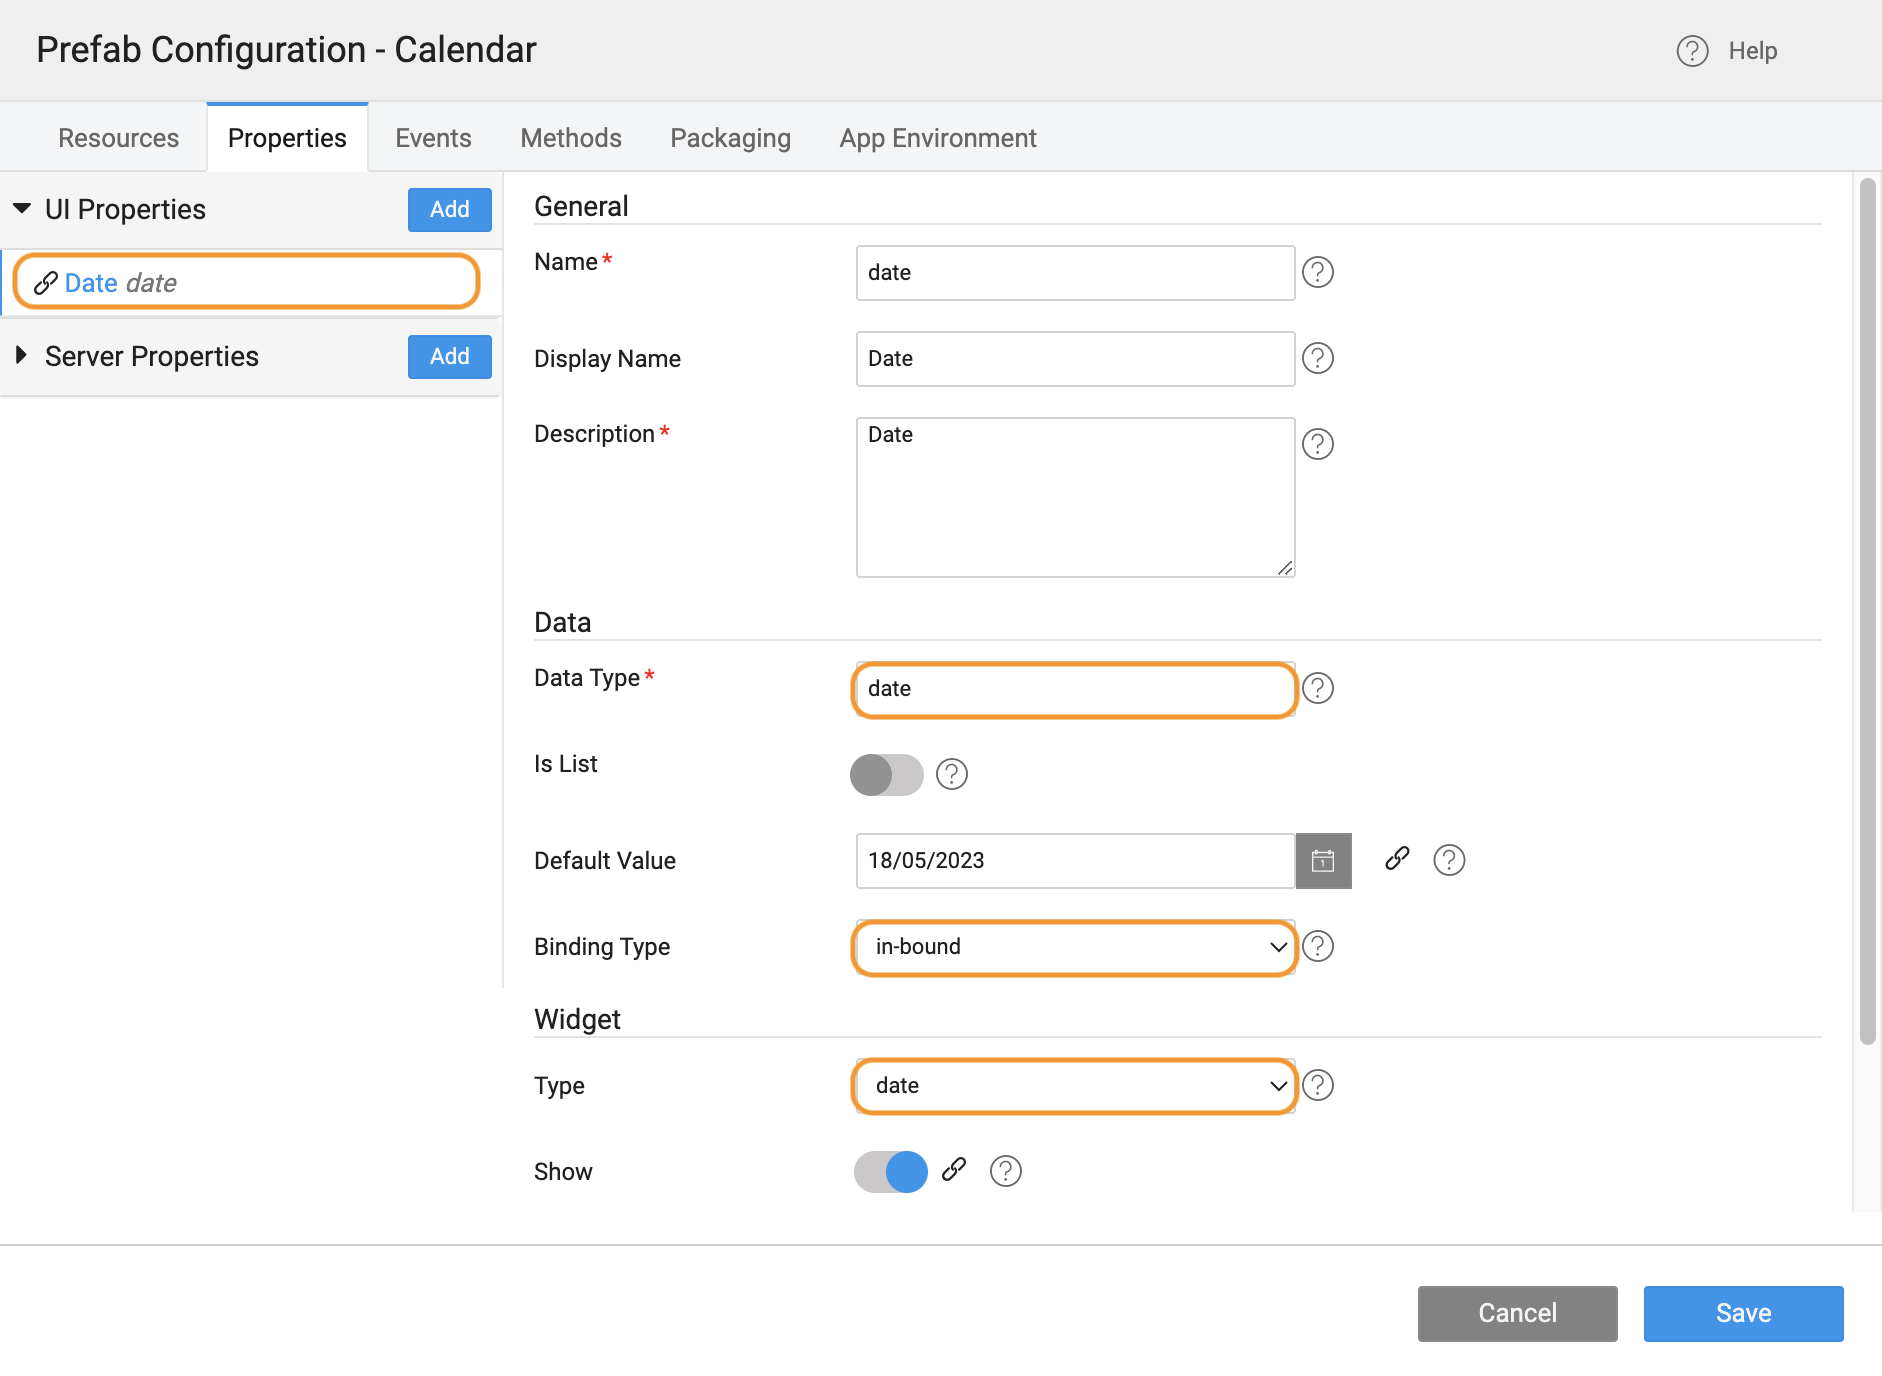 Prefab Configuration - Calendar
? Help
Resources Properties Events Methods Packaging App Environment
UI Properties Add
Date date
Server Properties Add
General
Name* date ?
Display Name Date ?
Description* Date ?
Data
Data Type* date ?
Is List ?
Default Value 18/05/2023 1 ?
Binding Type in-bound ?
Widget
Type date ?
Show ?
Cancel Save